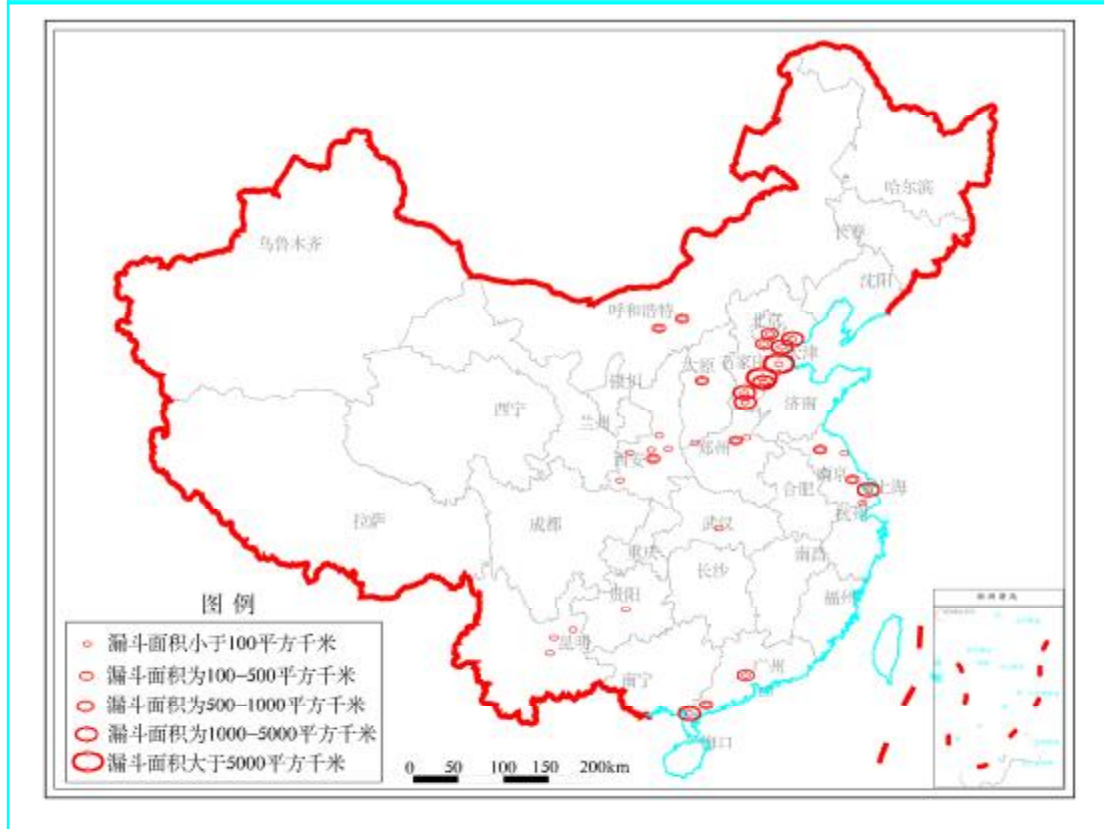 哈尔滨
长春
乌鲁木齐
沈阳
呼和浩特
北京
天津
太原
石家庄
银川
济南
西宁
兰州
西安
郑州
南京
合肥
上海
杭州
拉萨
成都
武汉
重庆
南昌
长沙
贵阳
福州
昆明
广州
南宁
海口
图 例
漏斗面积小于100平方千米
漏斗面积为100-500平方千米
漏斗面积为500-1000平方千米
漏斗面积为1000-5000平方千米
漏斗面积大于5000平方千米
0 50 100 150 200km